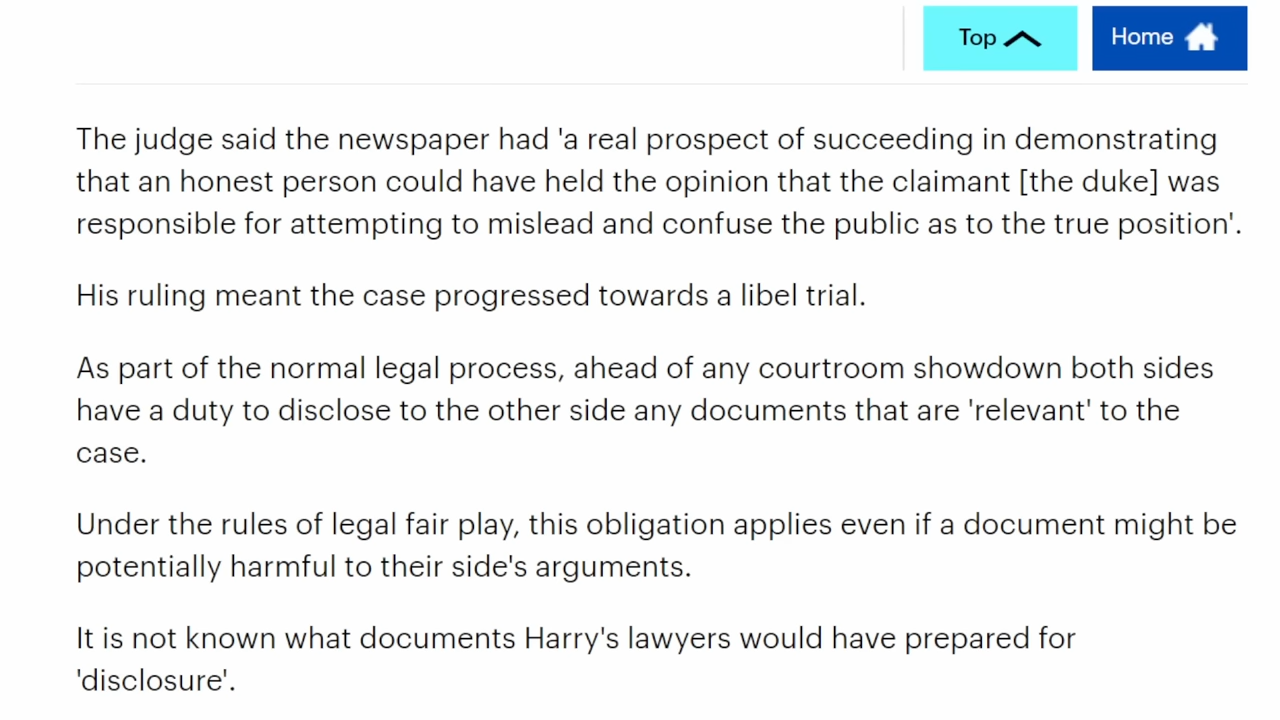 Top
Home
The judge said the newspaper had 'a real prospect of succeeding in demonstrating
that an honest person could have held the opinion that the claimant [the duke] was
responsible for attempting to mislead and confuse the public as to the true position'.
His ruling meant the case progressed towards a libel trial.
As part of the normal legal process, ahead of any courtroom showdown both sides
have a duty to disclose to the other side any documents that are 'relevant' to the
case.
Under the rules of legal fair play, this obligation applies even if a document might be
potentially harmful to their side's arguments.
It is not known what documents Harry's lawyers would have prepared for
'disclosure'.